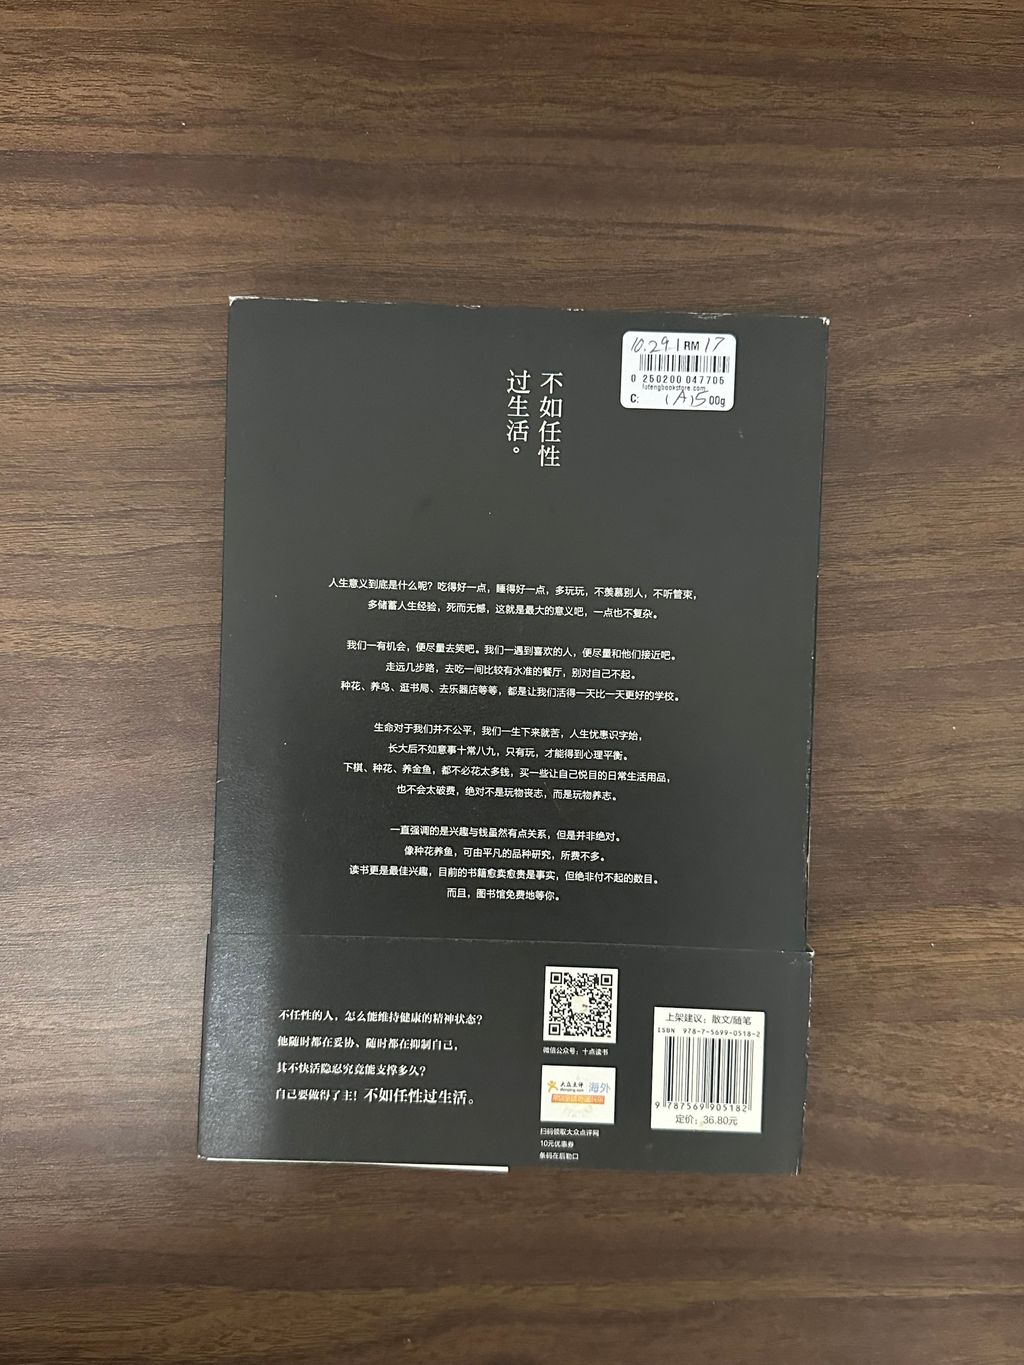 10.29 | RM 17
0 250200 047705
lotengbookstore.com
C: (A)500g
不如任性
过生活。
人生意义到底是什么呢？吃得好一点，睡得好一点，多玩玩，不羡慕别人，不听管束，
多储蓄人生经验，死而无憾，这就是最大的意义吧，一点也不复杂。
我们一有机会，便尽量去笑吧。我们一遇到喜欢的人，便尽量和他们接近吧。
走远几步路，去吃一间比较有水准的餐厅，别对自己不起。
种花、养鸟、逛书局、去乐器店等等，都是让我们活得一天比一天更好的学校。
生命对于我们并不公平，我们一生下来就苦，人生忧患识字始，
长大后不如意事十常八九，只有玩，才能得到心理平衡。
下棋、种花、养金鱼，都不必花太多钱，买一些让自己悦目的日常生活用品，
也不会太破费，绝对不是玩物丧志，而是玩物养志。
一直强调的是兴趣与钱虽然有点关系，但是并非绝对。
像种花养鱼，可由平凡的品种研究，所费不多。
读书更是最佳兴趣，目前的书籍愈卖愈贵是事实，但绝非付不起的数目。
而且，图书馆免费地等你。
不任性的人，怎么能维持健康的精神状态？
他随时都在妥协、随时都在抑制自己，
其不快活隐忍究竟能支撑多久？
自己要做得了主！不如任性过生活。
微信公众号：十点读书
大众点评
dianping.com
海外
扫码领取大众点评网
10元优惠券
条码在后勒口
上架建议：散文/随笔
ISBN 978-7-5699-0518-2
9 787569 905182
定价：36.80元